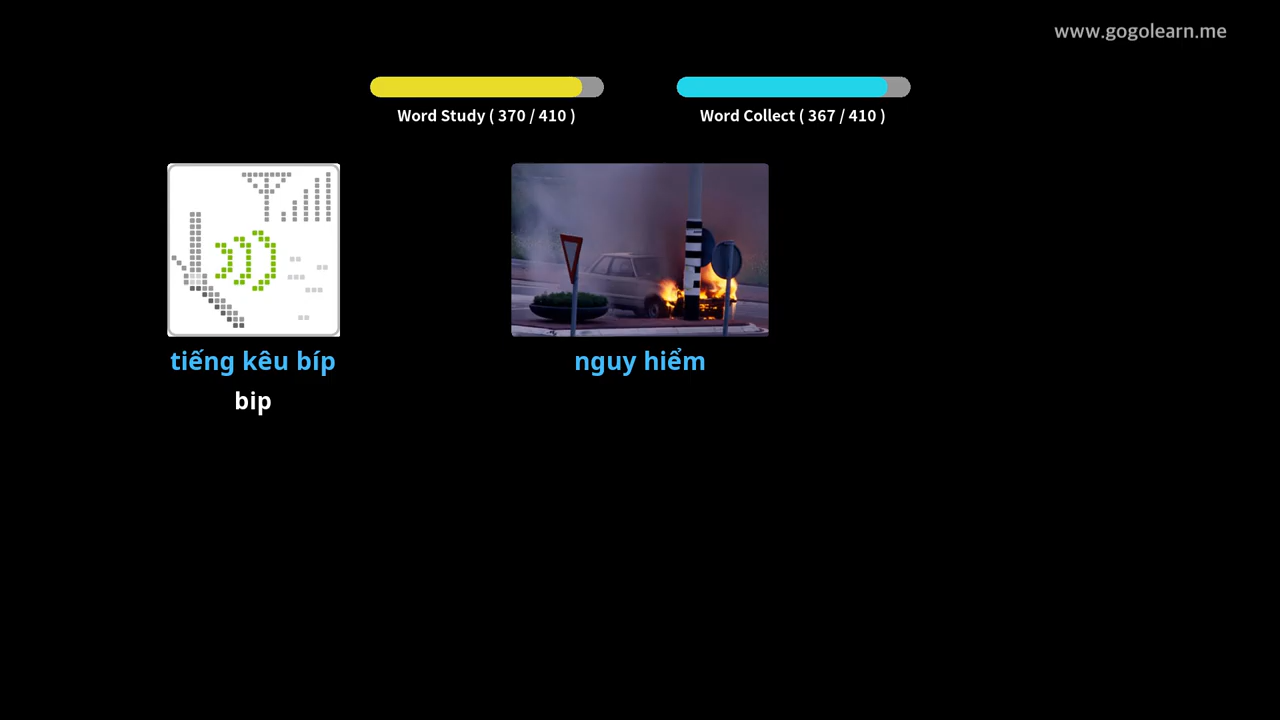 www.gogolearn.me
Word Study ( 370 / 410 )
Word Collect ( 367 / 410 )
tiếng kêu bíp
nguy hiểm
bip